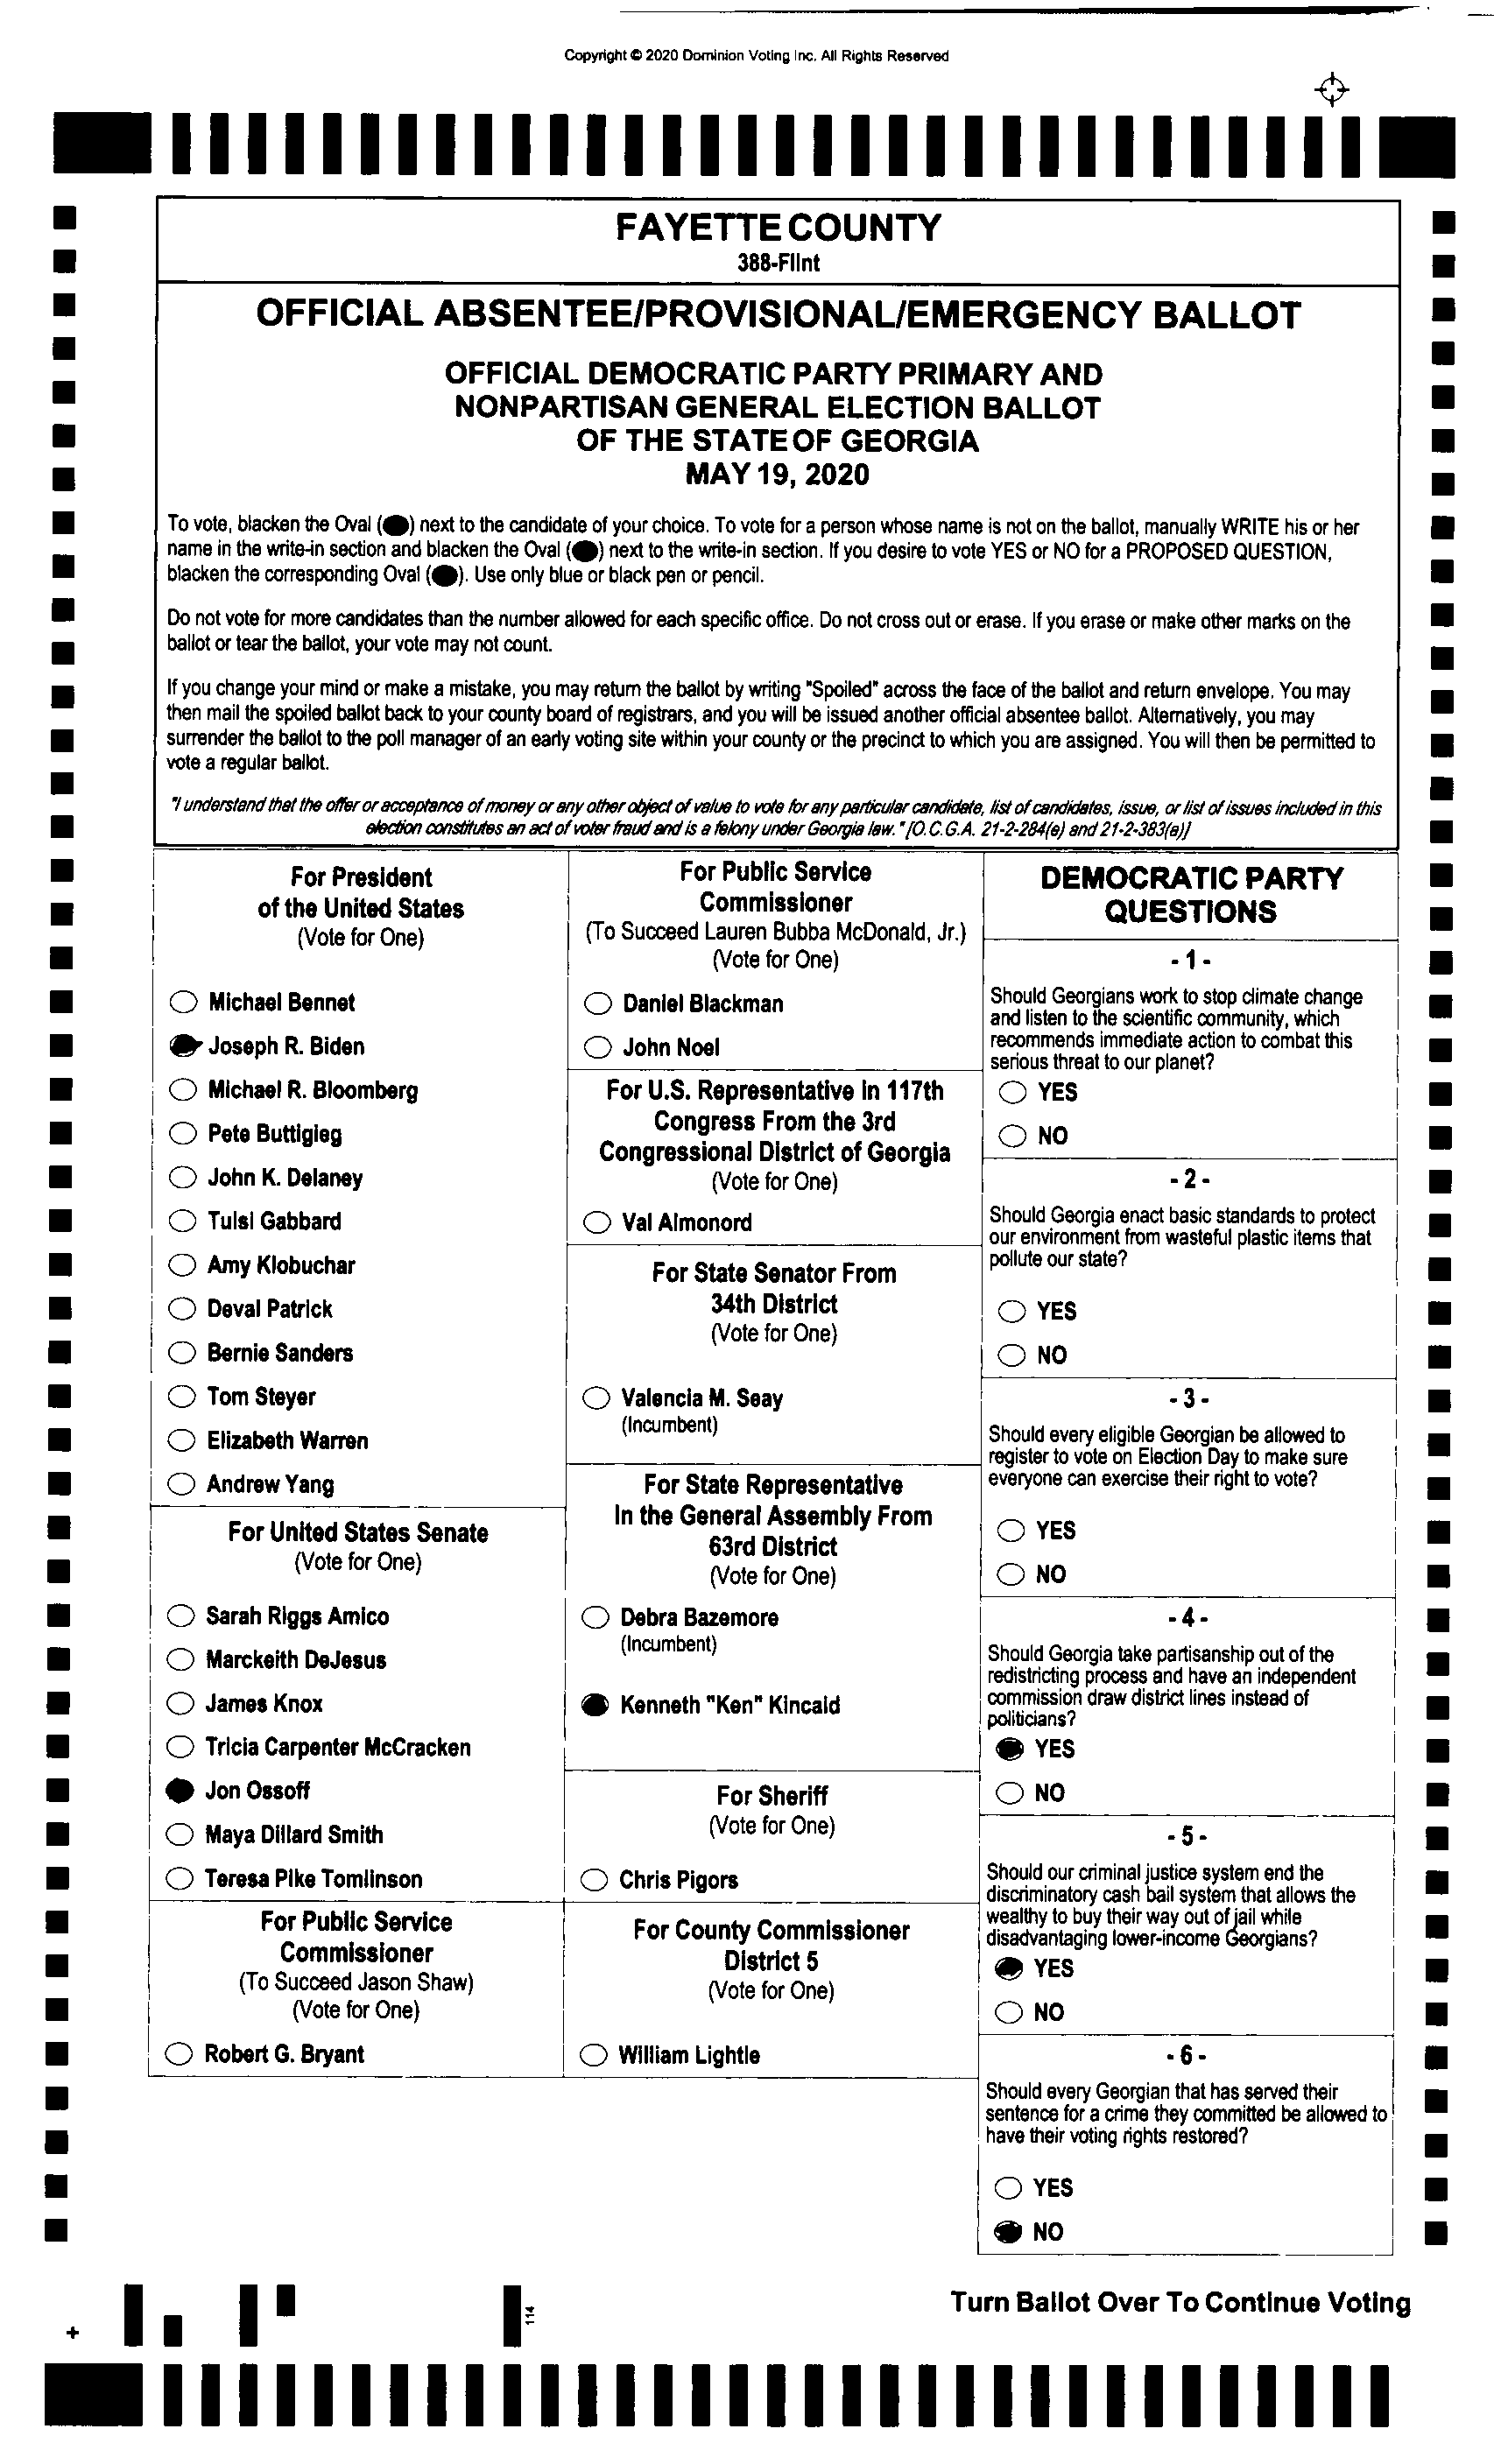 Copyright © 2020 Dominion Voting Inc. All Rights Reserved
FAYETTE COUNTY
388-Flint
OFFICIAL ABSENTEE/PROVISIONAL/EMERGENCY BALLOT
OFFICIAL DEMOCRATIC PARTY PRIMARY AND
NONPARTISAN GENERAL ELECTION BALLOT
OF THE STATE OF GEORGIA
MAY 19, 2020
To vote, blacken the Oval (⬬) next to the candidate of your choice. To vote for a person whose name is not on the ballot, manually WRITE his or her
name in the write-in section and blacken the Oval (⬬) next to the write-in section. If you desire to vote YES or NO for a PROPOSED QUESTION,
blacken the corresponding Oval (⬬). Use only blue or black pen or pencil.
Do not vote for more candidates than the number allowed for each specific office. Do not cross out or erase. If you erase or make other marks on the
ballot or tear the ballot, your vote may not count.
If you change your mind or make a mistake, you may return the ballot by writing "Spoiled" across the face of the ballot and return envelope. You may
then mail the spoiled ballot back to your county board of registrars, and you will be issued another official absentee ballot. Alternatively, you may
surrender the ballot to the poll manager of an early voting site within your county or the precinct to which you are assigned. You will then be permitted to
vote a regular ballot.
"I understand that the offer or acceptance of money or any other object of value to vote for any particular candidate, list of candidates, issue, or list of issues included in this
election constitutes an act of voter fraud and is a felony under Georgia law." [O.C.G.A. 21-2-284(e) and 21-2-383(a)]
For President
of the United States
(Vote for One)
Michael Bennet
Joseph R. Biden
Michael R. Bloomberg
Pete Buttigieg
John K. Delaney
Tulsi Gabbard
Amy Klobuchar
Deval Patrick
Bernie Sanders
Tom Steyer
Elizabeth Warren
Andrew Yang
For United States Senate
(Vote for One)
Sarah Riggs Amico
Marckeith DeJesus
James Knox
Tricia Carpenter McCracken
Jon Ossoff
Maya Dillard Smith
Teresa Pike Tomlinson
For Public Service
Commissioner
(To Succeed Jason Shaw)
(Vote for One)
Robert G. Bryant
For Public Service
Commissioner
(To Succeed Lauren Bubba McDonald, Jr.)
(Vote for One)
Daniel Blackman
John Noel
For U.S. Representative in 117th
Congress From the 3rd
Congressional District of Georgia
(Vote for One)
Val Almonord
For State Senator From
34th District
(Vote for One)
Valencia M. Seay
(Incumbent)
For State Representative
In the General Assembly From
63rd District
(Vote for One)
Debra Bazemore
(Incumbent)
Kenneth "Ken" Kincaid
For Sheriff
(Vote for One)
Chris Pigors
For County Commissioner
District 5
(Vote for One)
William Lightle
DEMOCRATIC PARTY
QUESTIONS
- 1 -
Should Georgians work to stop climate change
and listen to the scientific community, which
recommends immediate action to combat this
serious threat to our planet?
YES
NO
- 2 -
Should Georgia enact basic standards to protect
our environment from wasteful plastic items that
pollute our state?
YES
NO
- 3 -
Should every eligible Georgian be allowed to
register to vote on Election Day to make sure
everyone can exercise their right to vote?
YES
NO
- 4 -
Should Georgia take partisanship out of the
redistricting process and have an independent
commission draw district lines instead of
politicians?
YES
NO
- 5 -
Should our criminal justice system end the
discriminatory cash bail system that allows the
wealthy to buy their way out of jail while
disadvantaging lower-income Georgians?
YES
NO
- 6 -
Should every Georgian that has served their
sentence for a crime they committed be allowed to
have their voting rights restored?
YES
NO
Turn Ballot Over To Continue Voting
114